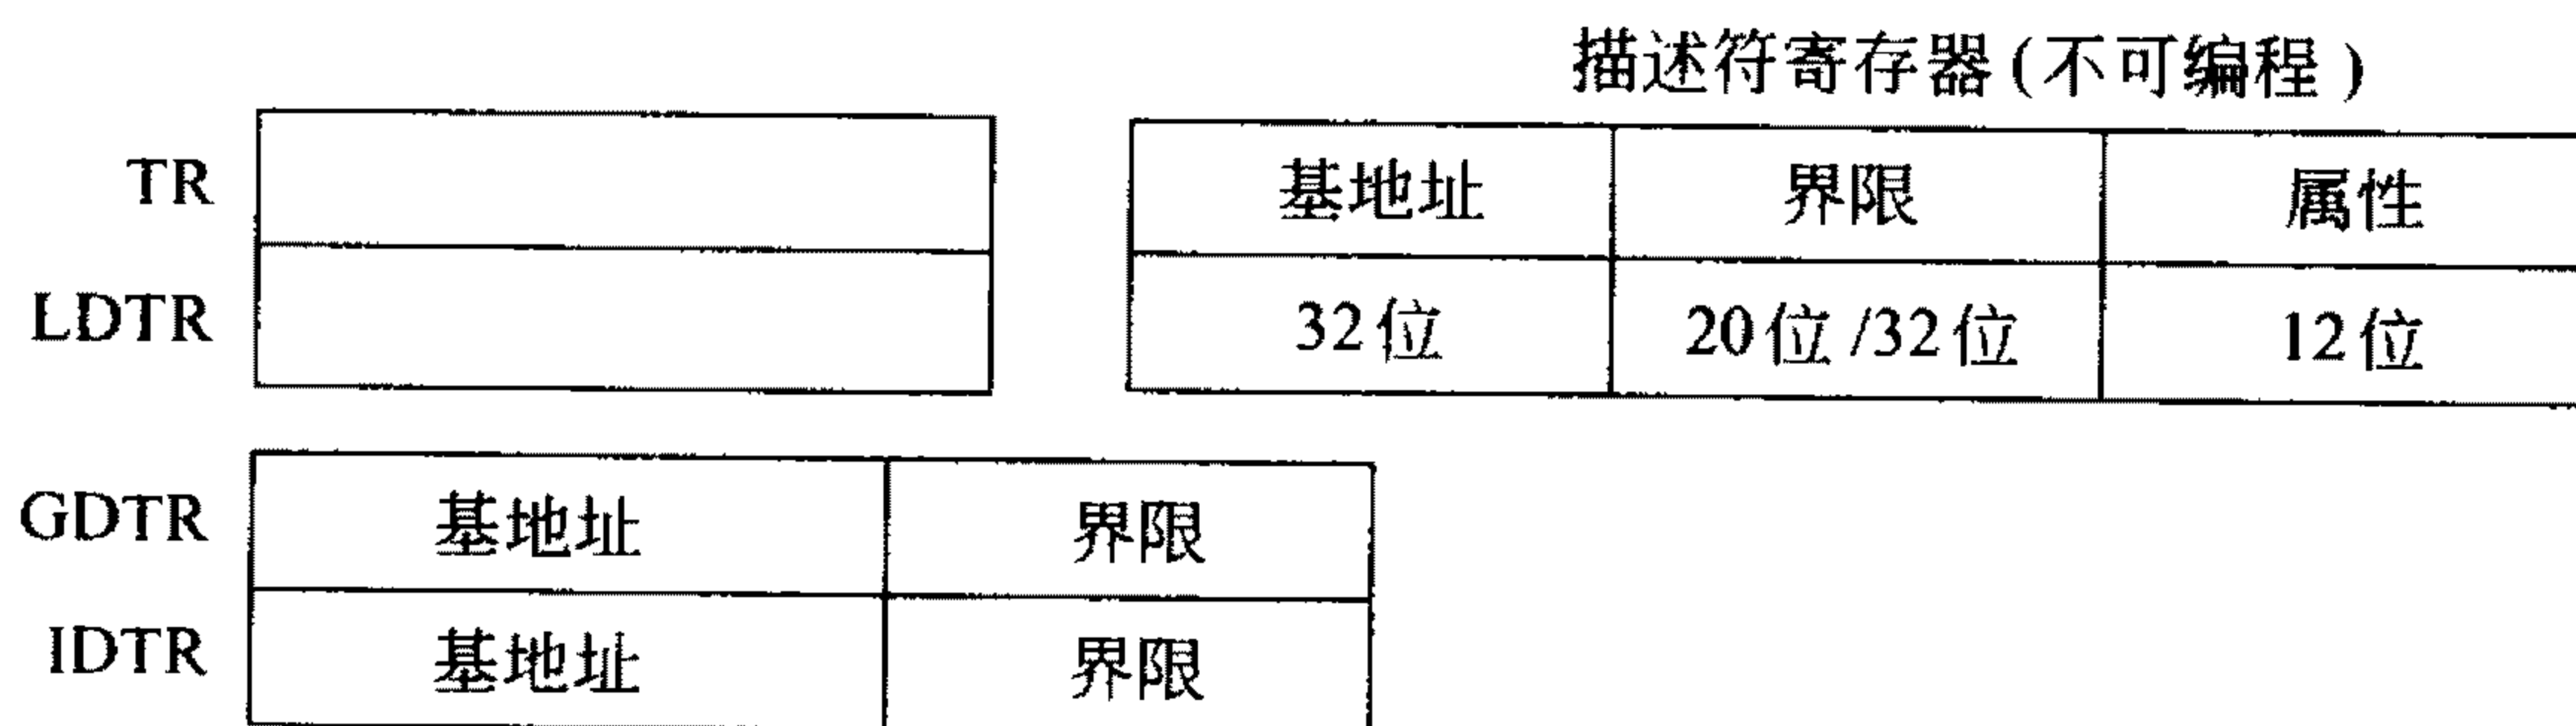 描述符寄存器(不可编程)
TR 基地址 界限 属性
LDTR 32位 20位/32位 12位
GDTR 基地址 界限
IDTR 基地址 界限